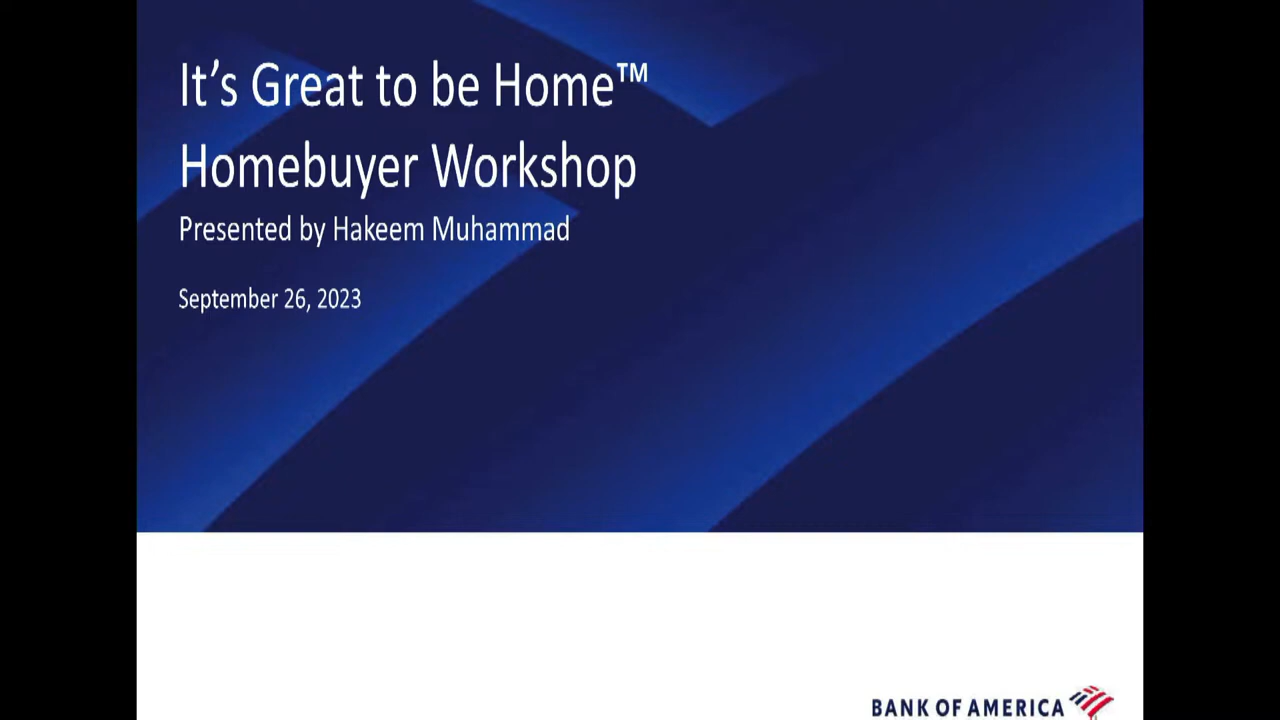 It’s Great to be Home™
Homebuyer Workshop
Presented by Hakeem Muhammad
September 26, 2023
BANK OF AMERICA